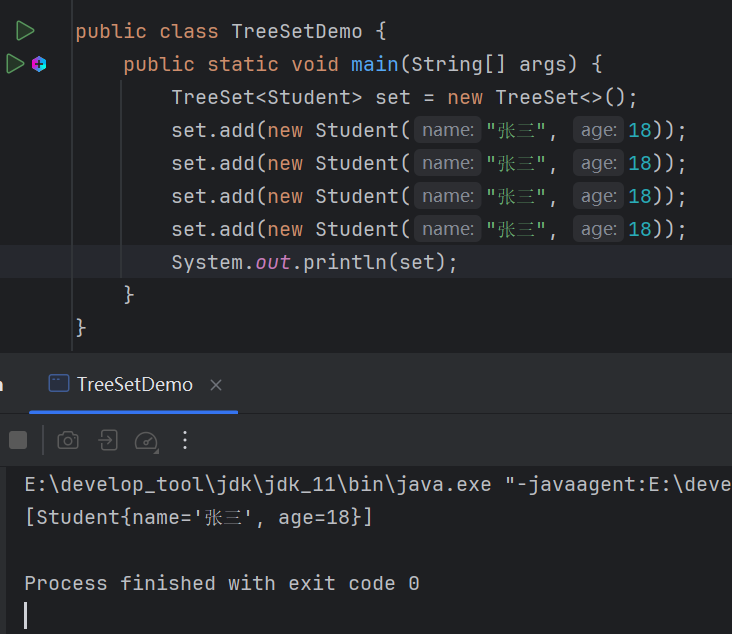 public class TreeSetDemo {
public static void main(String[] args) {
TreeSet<Student> set = new TreeSet<>();
set.add(new Student( name: "张三", age: 18));
set.add(new Student( name: "张三", age: 18));
set.add(new Student( name: "张三", age: 18));
set.add(new Student( name: "张三", age: 18));
System.out.println(set);
}
}
TreeSetDemo ×
E:\develop_tool\jdk\jdk_11\bin\java.exe "-javaagent:E:\deve
[Student{name='张三', age=18}]
Process finished with exit code 0